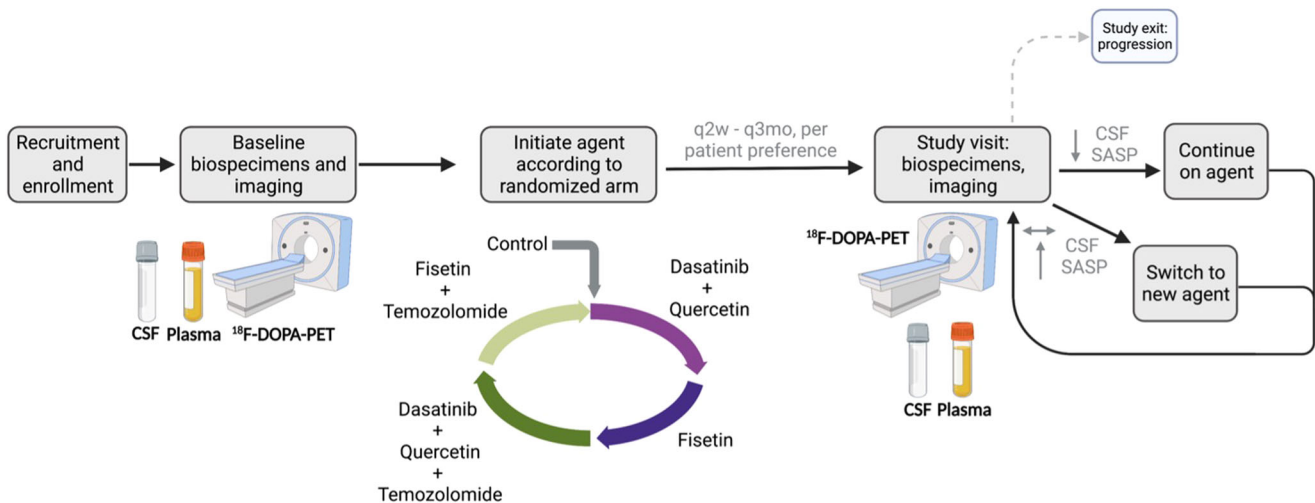 Study exit:
progression
Recruitment
and
enrollment
Baseline
biospecimens and
imaging
Initiate agent
according to
randomized arm
q2w - q3mo, per
patient preference
Study visit:
biospecimens,
imaging
CSF
SASP
Continue
on agent
CSF
SASP
Switch to
new agent
CSF
Plasma
¹⁸F-DOPA-PET
Control
Fisetin
+
Temozolomide
Dasatinib
+
Quercetin
Dasatinib
+
Quercetin
+
Temozolomide
Fisetin
¹⁸F-DOPA-PET
CSF
Plasma